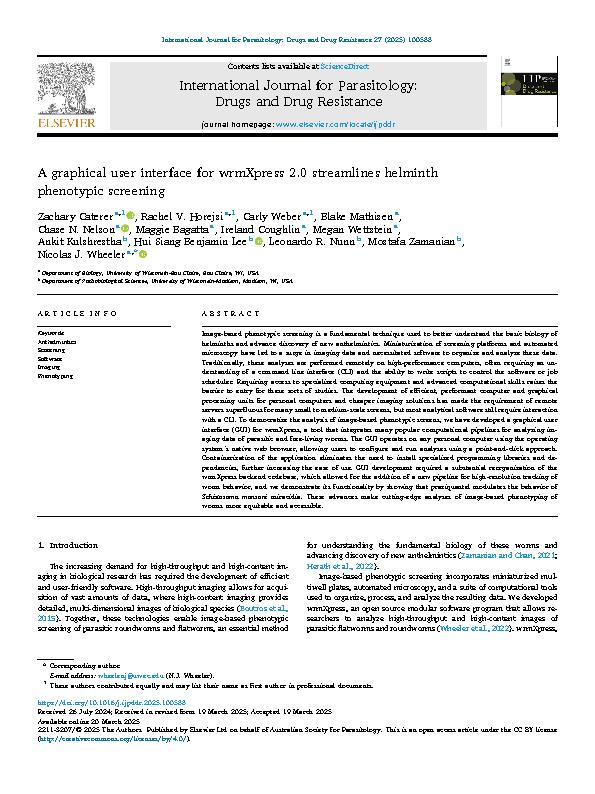 International Journal for Parasitology: Drugs and Drug Resistance 27 (2025) 100588
Contents lists available at ScienceDirect
International Journal for Parasitology:
Drugs and Drug Resistance
ELSEVIER
journal homepage: www.elsevier.com/locate/ijpddr
A graphical user interface for wrmXpress 2.0 streamlines helminth
phenotypic screening
Zachary Caterer a,1, Rachel V. Horejsi a,1, Carly Weber a,1, Blake Mathisen a,
Chase N. Nelson a, Maggie Bagatta a, Ireland Coughlin a, Megan Wettstein a,
Ankit Kulshrestha b, Hui Siang Benjamin Lee b, Leonardo R. Nunn b, Mostafa Zamanian b,
Nicolas J. Wheeler a,*
a Department of Biology, University of Wisconsin-Eau Claire, Eau Claire, WI, USA
b Department of Pathobiological Sciences, University of Wisconsin-Madison, Madison, WI, USA
ARTICLE INFO
Keywords:
Anthelmintics
Screening
Software
Imaging
Phenotyping
ABSTRACT
Image-based phenotypic screening is a fundamental technique used to better understand the basic biology of
helminths and advance discovery of new anthelmintics. Miniaturization of screening platforms and automated
microscopy have led to a surge in imaging data and necessitated software to organize and analyze these data.
Traditionally, these analyses are performed remotely on high-performance computers, often requiring an un-
derstanding of a command line interface (CLI) and the ability to write scripts to control the software or job
scheduler. Requiring access to specialized computing equipment and advanced computational skills raises the
barrier to entry for these sorts of studies. The development of efficient, performant computer and graphical
processing units for personal computers and cheaper imaging solutions has made the requirement of remote
servers superfluous for many small to medium-scale screens, but most analytical software still require interaction
with a CLI. To democratize the analysis of image-based phenotypic screens, we have developed a graphical user
interface (GUI) for wrmXpress, a tool that integrates many popular computational pipelines for analyzing im-
aging data of parasitic and free-living worms. The GUI operates on any personal computer using the operating
system's native web browser, allowing users to configure and run analyses using a point-and-click approach.
Containerization of the application eliminates the need to install specialized programming libraries and de-
pendencies, further increasing the ease of use. GUI development required a substantial reorganization of the
wrmXpress backend codebase, which allowed for the addition of a new pipeline for high-resolution tracking of
worm behavior, and we demonstrate its functionality by showing that praziquantel modulates the behavior of
Schistosoma mansoni miracidia. These advances make cutting-edge analyses of image-based phenotyping of
worms more equitable and accessible.
1. Introduction
The increasing demand for high-throughput and high-content im-
aging in biological research has required the development of efficient
and user-friendly software. High-throughput imaging allows for acqui-
sition of vast amounts of data, where high-content imaging provides
detailed, multi-dimensional images of biological species (Boutros et al.,
2015). Together, these technologies enable image-based phenotypic
screening of parasitic roundworms and flatworms, an essential method
for understanding the fundamental biology of these worms and
advancing discovery of new anthelmintics (Zamanian and Chan, 2021;
Herath et al., 2022).
Image-based phenotypic screening incorporates miniaturized mul-
tiwell plates, automated microscopy, and a suite of computational tools
used to organize, process, and analyze the resulting data. We developed
wrmXpress, an open source modular software program that allows re-
searchers to analyze high-throughput and high-content images of
parasitic flatworms and roundworms (Wheeler et al., 2022). wrmXpress,
* Corresponding author.
E-mail address: wheelenj@uwec.edu (N.J. Wheeler).
1 These authors contributed equally and may list their name as first author in professional documents.
https://doi.org/10.1016/j.ijpddr.2025.100588
Received 26 July 2024; Received in revised form 19 March 2025; Accepted 19 March 2025
Available online 20 March 2025
2211-3207/© 2025 The Authors. Published by Elsevier Ltd on behalf of Australian Society for Parasitology. This is an open access article under the CC BY license
(http://creativecommons.org/licenses/by/4.0/).